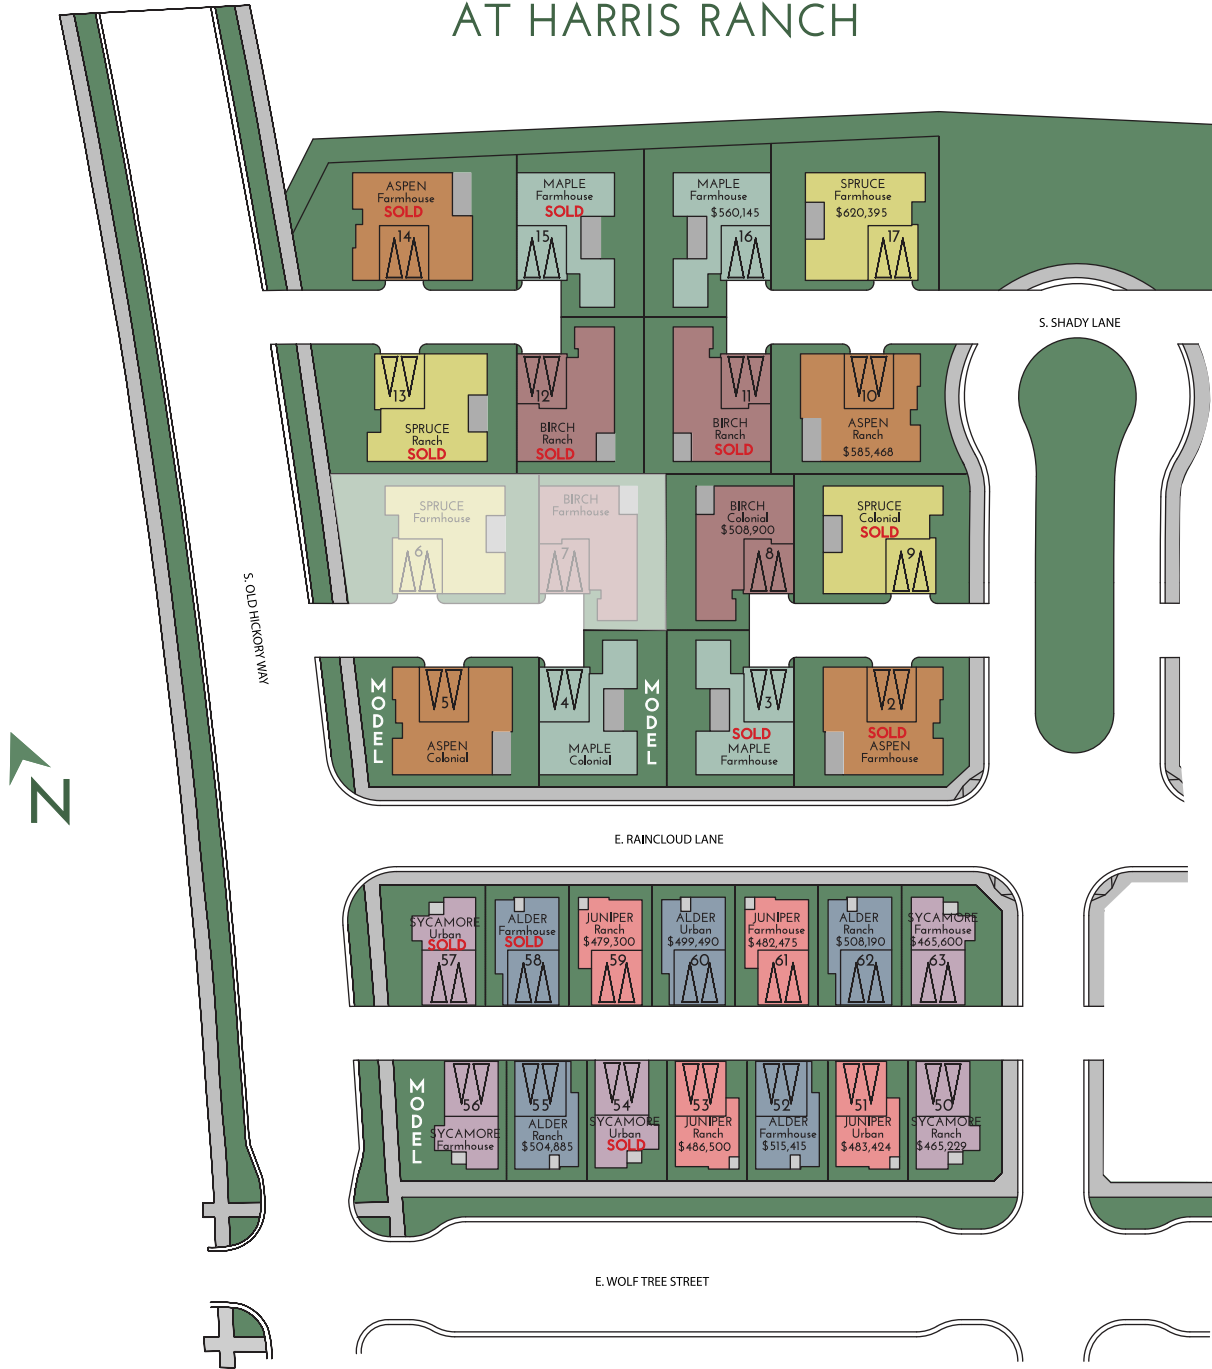 AT HARRIS RANCH
ASPEN
Farmhouse
SOLD
14
MAPLE
Farmhouse
SOLD
15
MAPLE
Farmhouse
$560,145
16
SPRUCE
Farmhouse
$620,395
17
S. SHADY LANE
13
SPRUCE
Ranch
SOLD
12
BIRCH
Ranch
SOLD
11
BIRCH
Ranch
SOLD
10
ASPEN
Ranch
$585,468
SPRUCE
Farmhouse
6
BIRCH
Farmhouse
7
BIRCH
Colonial
$508,900
8
SPRUCE
Colonial
SOLD
9
S. OLD HICKORY WAY
MODEL
5
ASPEN
Colonial
4
MAPLE
Colonial
MODEL
3
SOLD
MAPLE
Farmhouse
2
SOLD
ASPEN
Farmhouse
N
E. RAINCLOUD LANE
SYCAMORE
Urban
SOLD
57
ALDER
Farmhouse
SOLD
58
JUNIPER
Ranch
$479,300
59
ALDER
Urban
$499,490
60
JUNIPER
Farmhouse
$482,475
61
ALDER
Ranch
$508,190
62
SYCAMORE
Farmhouse
$465,600
63
MODEL
56
SYCAMORE
Farmhouse
55
ALDER
Ranch
$504,885
54
SYCAMORE
Urban
SOLD
53
JUNIPER
Ranch
$486,500
52
ALDER
Farmhouse
$515,415
51
JUNIPER
Urban
$483,424
50
SYCAMORE
Ranch
$465,229
E. WOLF TREE STREET